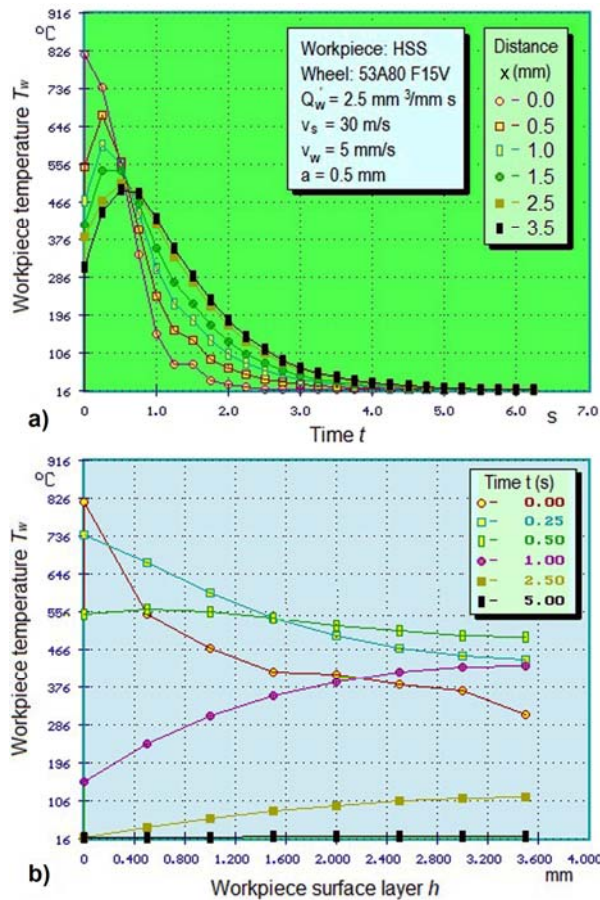 °C
916
826
736
646
556
466
376
286
196
106
16
Workpiece temperature Tw
Workpiece: HSS
Wheel: 53A80 F15V
Q'w = 2.5 mm³/mm s
vs = 30 m/s
vw = 5 mm/s
a = 0.5 mm
Distance
x (mm)
0.0
0.5
1.0
1.5
2.5
3.5
0 1.0 2.0 3.0 4.0 5.0 6.0 7.0
a)
Time t
s
°C
916
826
736
646
556
466
376
286
196
106
16
Workpiece temperature Tw
Time t (s)
0.00
0.25
0.50
1.00
2.50
5.00
0 0.400 0.800 1.200 1.600 2.000 2.400 2.800 3.200 3.600 4.000
b)
mm
Workpiece surface layer h